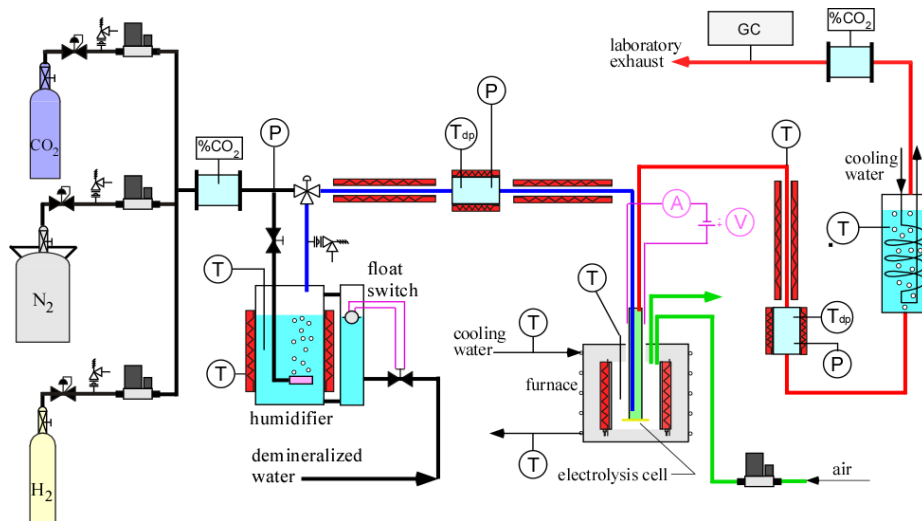 GC
%CO2
laboratory
exhaust
CO2
%CO2
P
Tdp
P
T
cooling
water
T
A
V
N2
T
float
switch
T
T
cooling
water
T
furnace
Tdp
P
humidifier
demineralized
water
T
electrolysis cell
air
H2